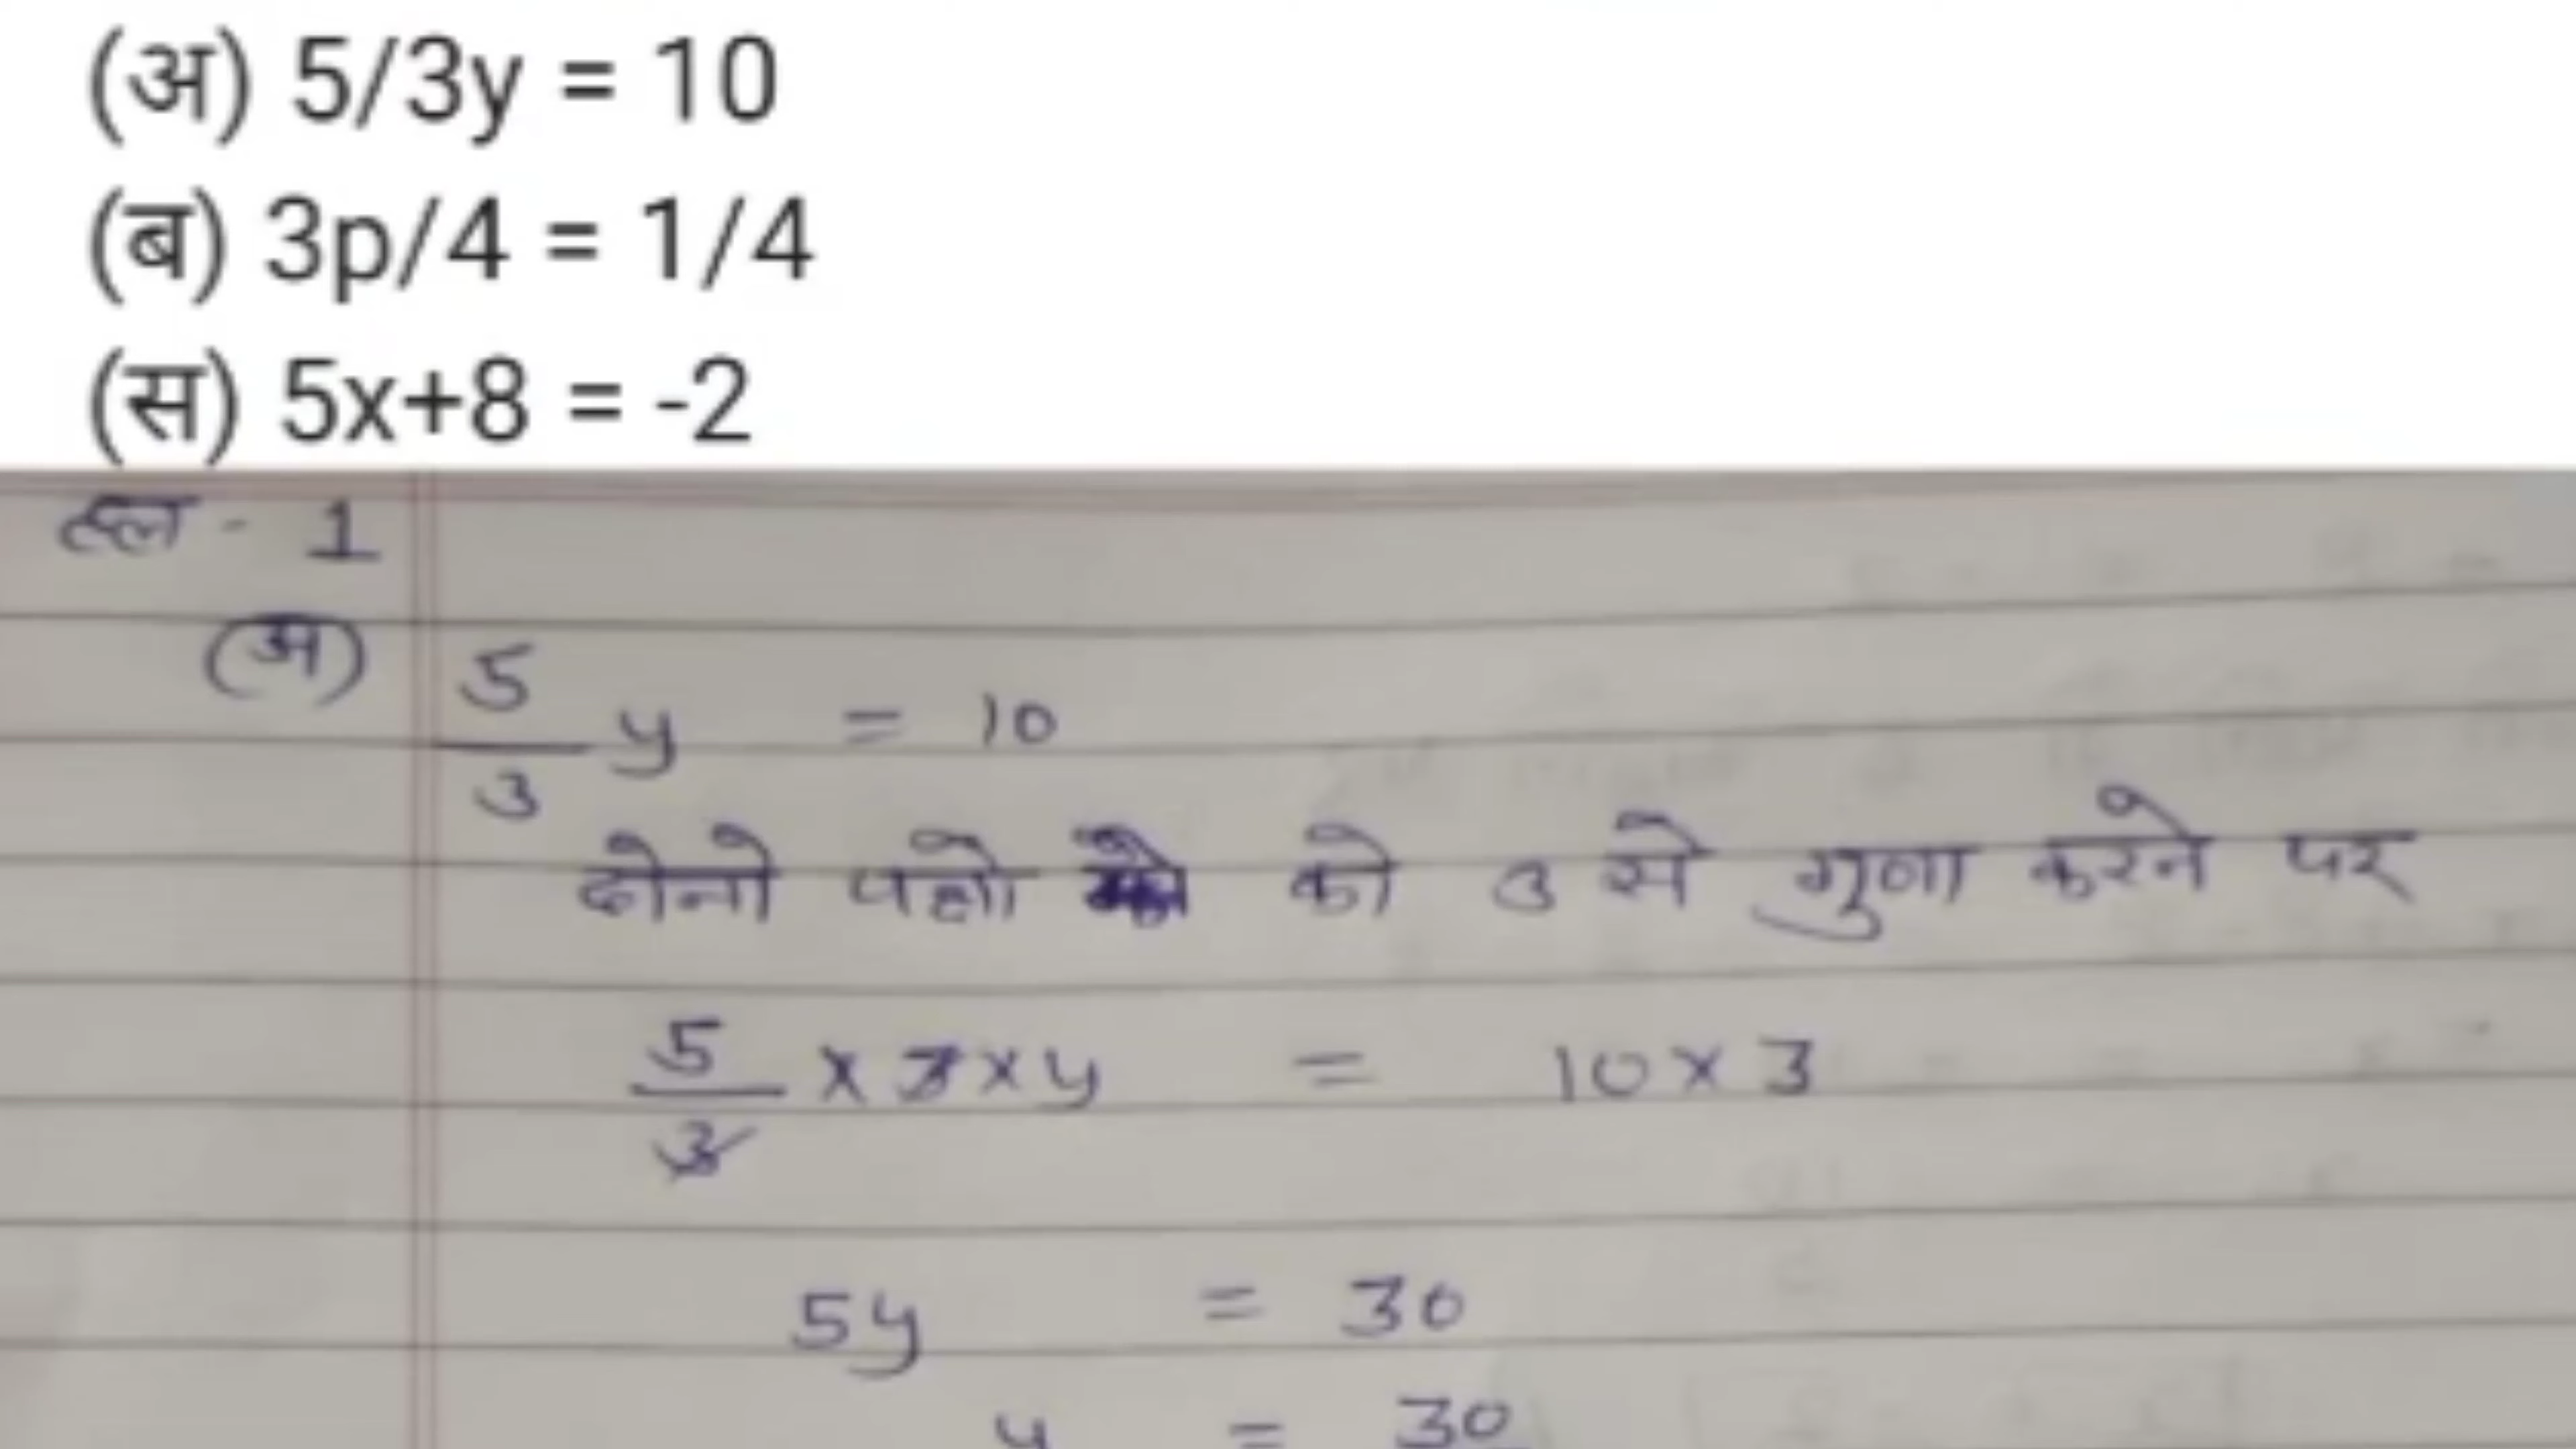 (अ) 5/3y = 10
(ब) 3p/4 = 1/4
(स) 5x+8 = -2
हल - 1
(अ) 5/3 y = 10
दोनो पक्षो को 3 से गुणा करने पर
5/3 x 3 x y = 10 x 3
5y = 30
y = 30